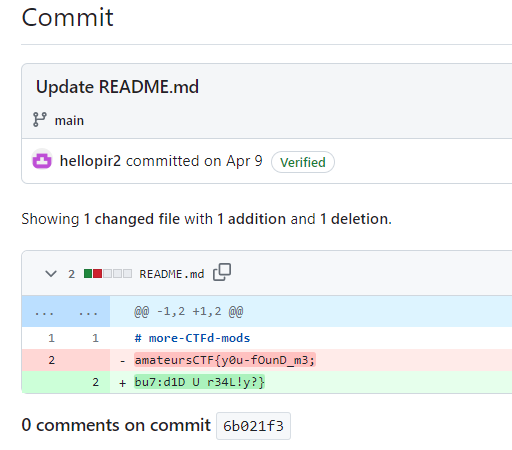 Commit
Update README.md
main
hellopir2 committed on Apr 9 Verified
Showing 1 changed file with 1 addition and 1 deletion.
2 README.md
... ... @@ -1,2 +1,2 @@
1 1 # more-CTFd-mods
2 - amateursCTF{y0u-fOunD_m3;
2 + bu7:d1D U r34L!y?}
0 comments on commit 6b021f3